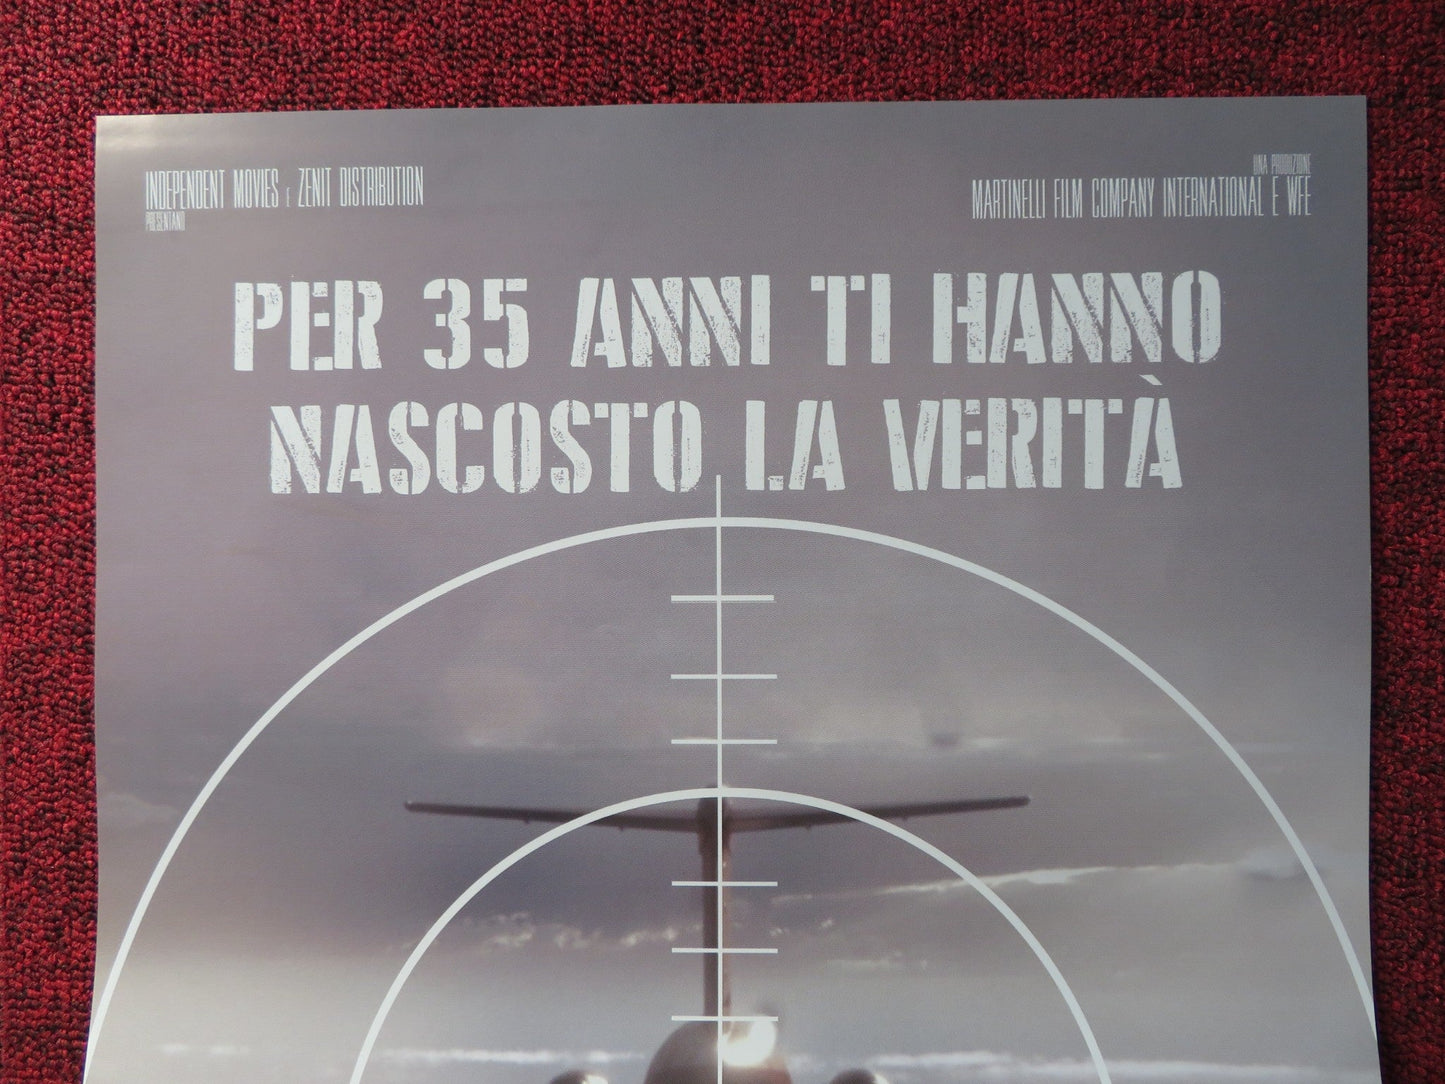 INDEPENDENT MOVIES E ZENIT DISTRIBUTION
PRESENTANO
UNA PRODUZIONE
MARTINELLI FILM COMPANY INTERNATIONAL E WFE
PER 35 ANNI TI HANNO
NASCOSTO LA VERITÀ